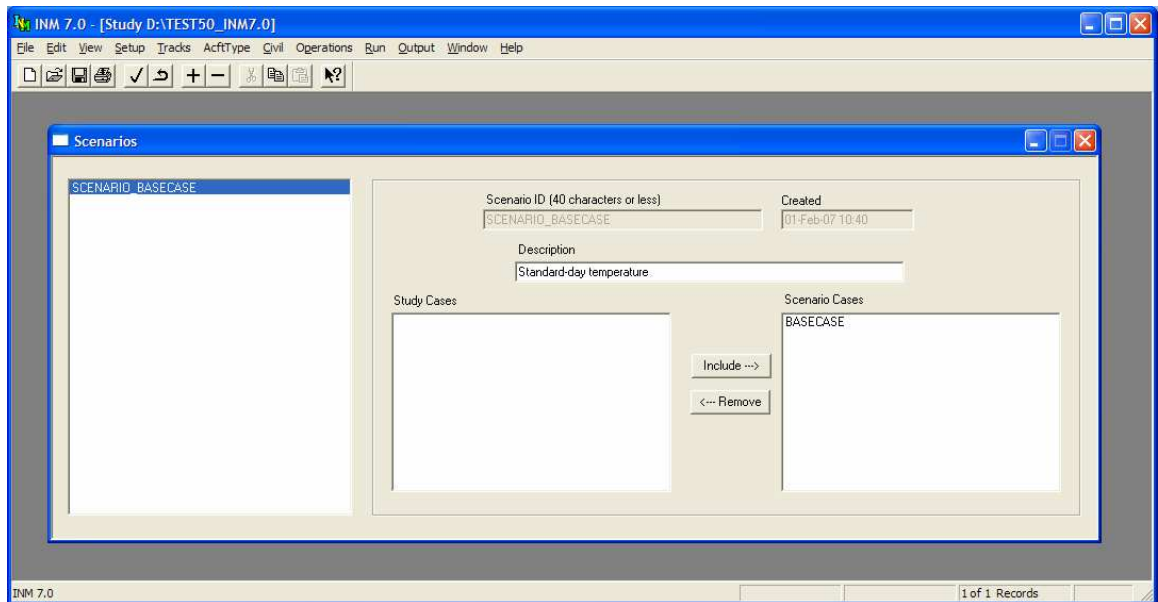 INM 7.0 - [Study D:\TEST50_INM7.0]
File Edit View Setup Tracks AcftType Civil Operations Run Output Window Help
Scenarios
SCENARIO_BASECASE
Scenario ID (40 characters or less) Created
SCENARIO_BASECASE 01-Feb-07 10:40
Description
Standard-day temperature
Study Cases Scenario Cases
BASECASE
Include --->
<--- Remove
INM 7.0 1 of 1 Records